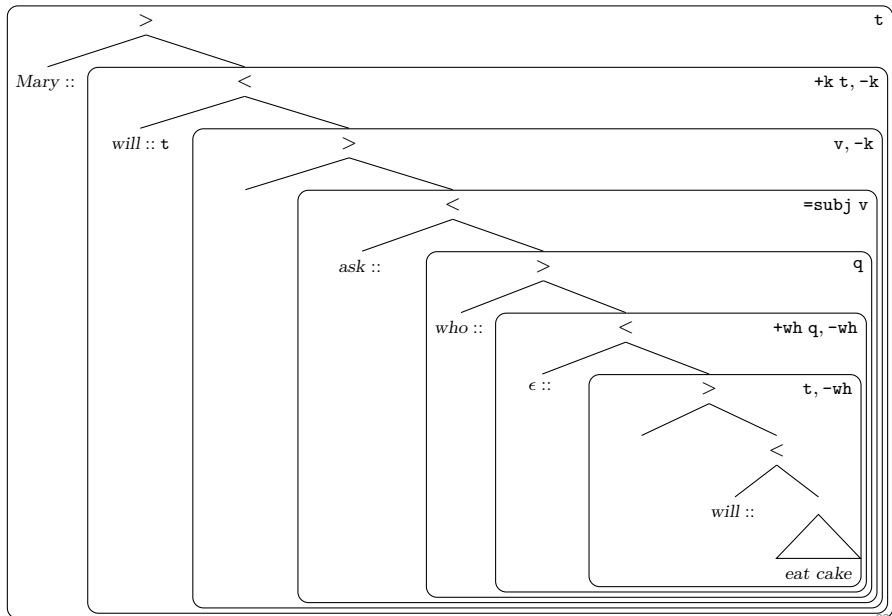 > t
Mary :: < +k t, -k
will :: t > v, -k
< =subj v
ask :: > q
who :: < +wh q, -wh
ϵ :: > t, -wh
<
will ::
eat cake